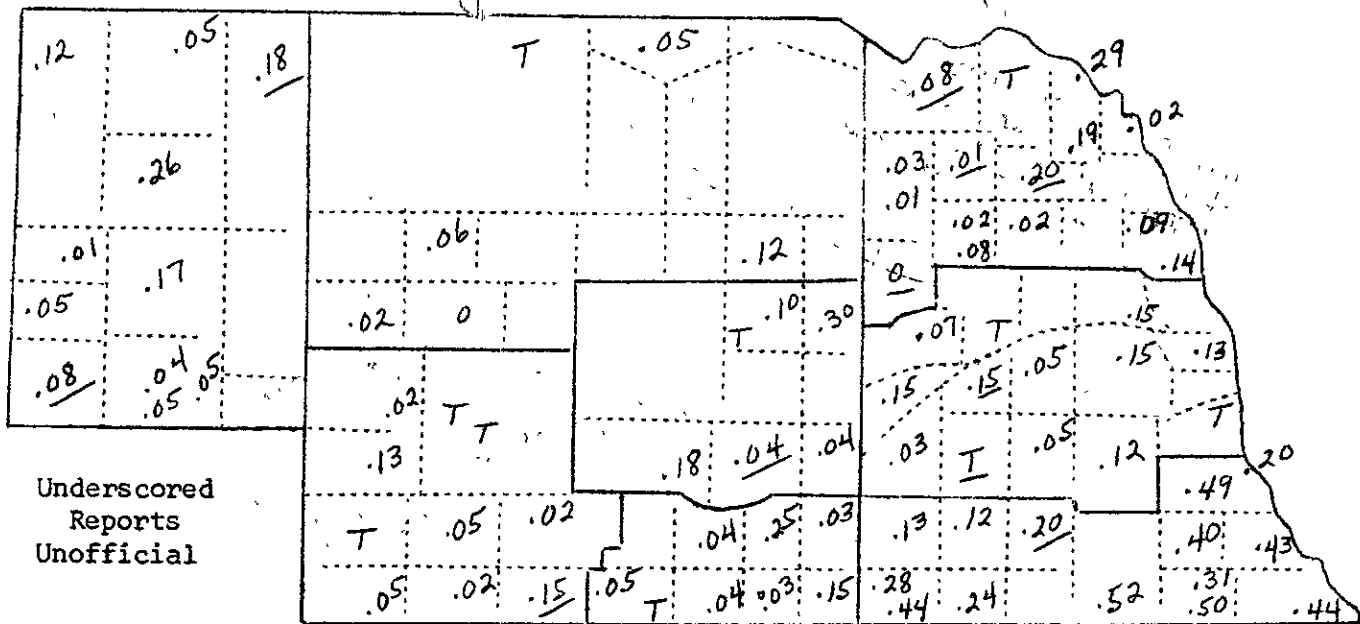 .12 .05 .18 T .05 .08 T .29
.19 .02
.26 .03 .01 .20
.01
.06 .12 .02 .02 .09
.01 .17 .08
0 .14
.05 .02 0 T .10 .30 .07 T .15
.08 .04 .05 .15 .15 .05 .15 .13
.05
.02 T T T
.13 .18 .04 .04 .03 T .05 .12
.20
Underscored
Reports
Unofficial
.49
T .05 .02 .04 .25 .03 .13 .12 .20 .40 .43
.05 .02 .15 .05 T .04 .03 .15 .28 .24 .52 .31
.44 .50 .44